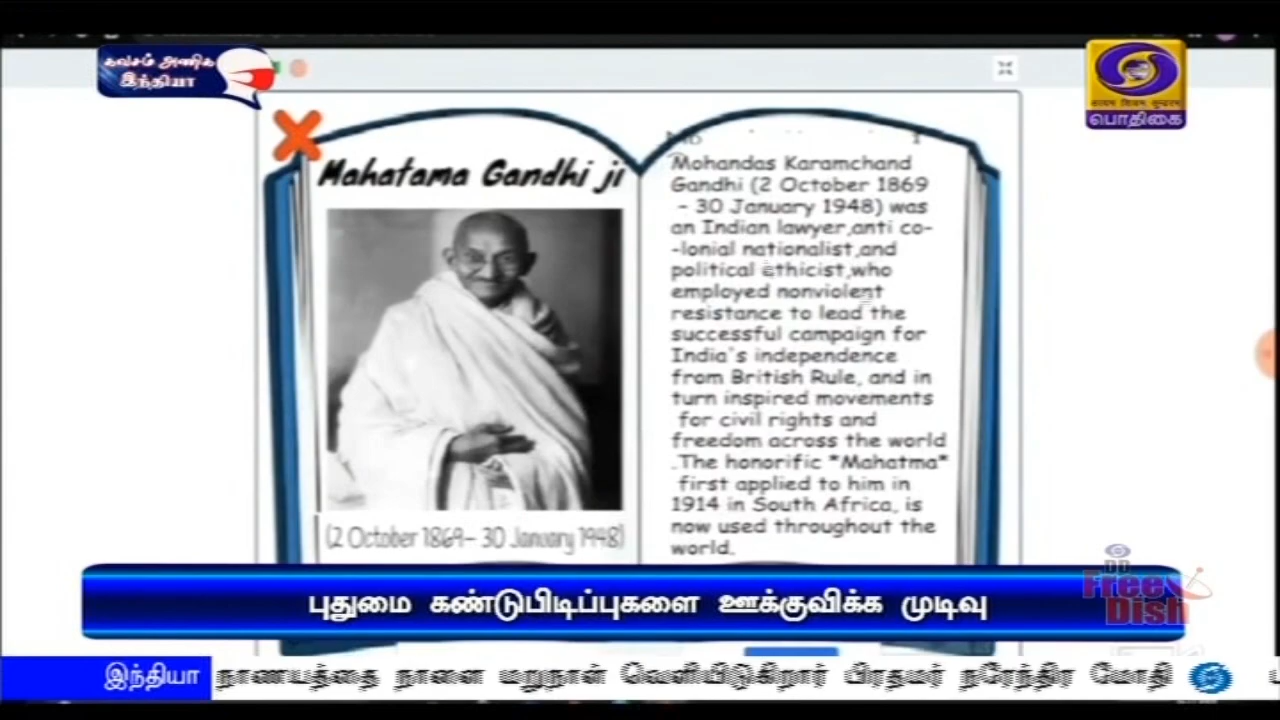 கவசம் அணிக
இந்தியா
सत्यम शिवम सुन्दरम
பொதிகை
Mahatama Gandhi ji
(2 October 1869- 30 January 1948)
Mohandas Karamchand
Gandhi (2 October 1869
- 30 January 1948) was
an Indian lawyer,anti co-
-lonial nationalist,and
political ethicist,who
employed nonviolent
resistance to lead the
successful campaign for
India's independence
from British Rule, and in
turn inspired movements
for civil rights and
freedom across the world
.The honorific *Mahatma*
first applied to him in
1914 in South Africa, is
now used throughout the
world.
DD
Free
Dish
புதுமை கண்டுபிடிப்புகளை ஊக்குவிக்க முடிவு
இந்தியா நாணயத்தை நாளை மறுநாள் வெளியிடுகிறார் பிரதமர் நரேந்திர மோதி